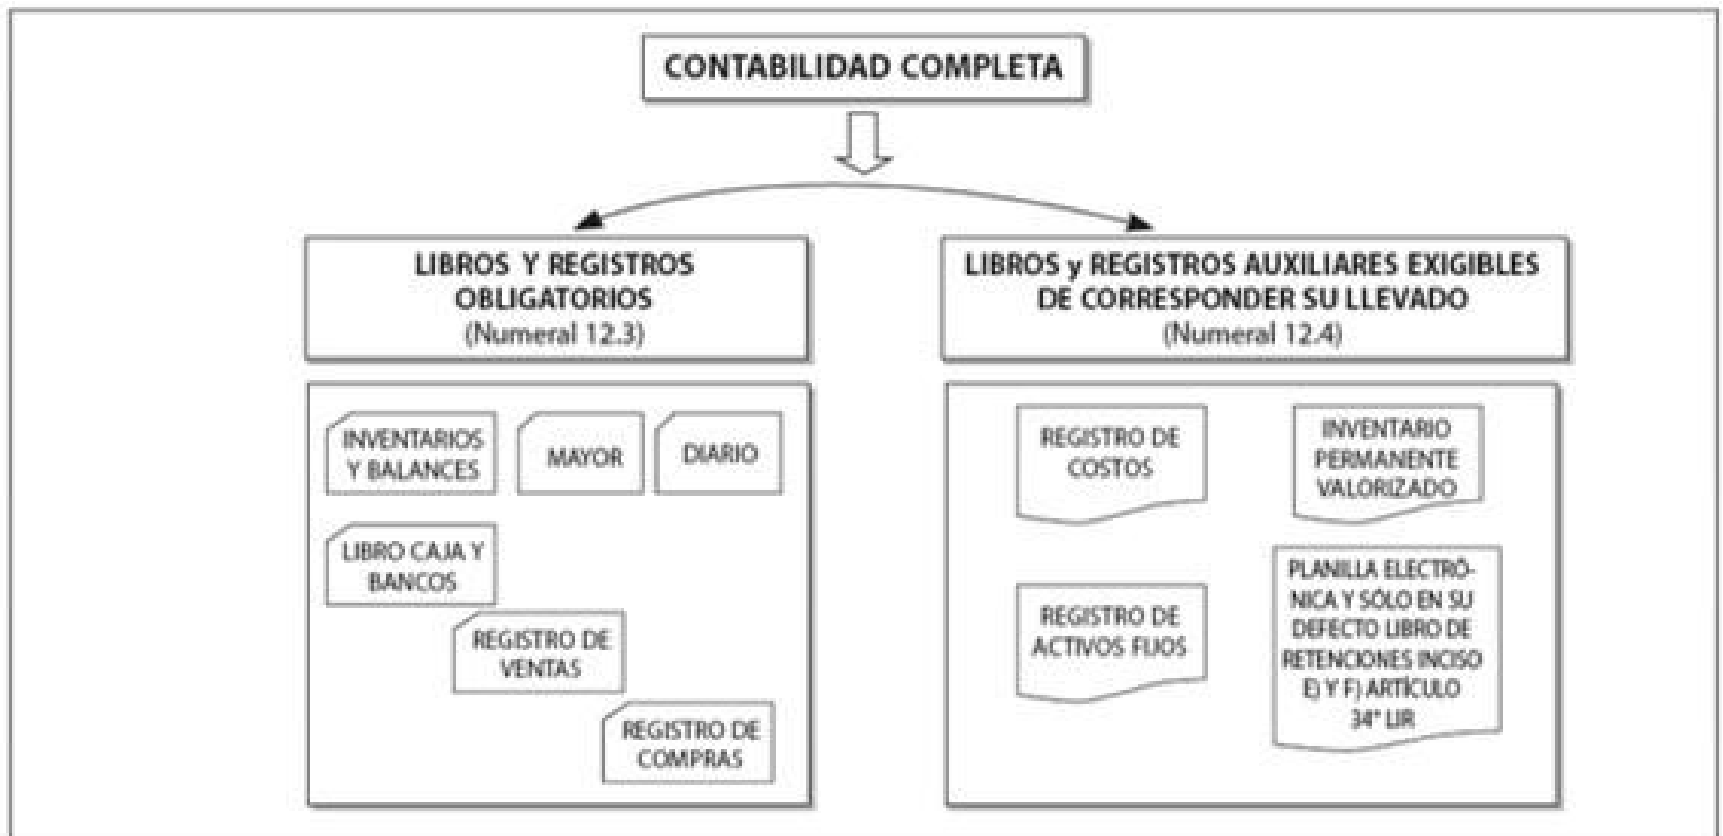 CONTABILIDAD COMPLETA
LIBROS Y REGISTROS
OBLIGATORIOS
(Numeral 12.3)
LIBROS y REGISTROS AUXILIARES EXIGIBLES
DE CORRESPONDER SU LLEVADO
(Numeral 12.4)
INVENTARIOS
Y BALANCES
MAYOR
DIARIO
LIBRO CAJA Y
BANCOS
REGISTRO DE
VENTAS
REGISTRO DE
COMPRAS
REGISTRO DE
COSTOS
INVENTARIO
PERMANENTE
VALORIZADO
REGISTRO DE
ACTIVOS FIJOS
PLANILLA ELECTRÓ-
NICA Y SÓLO EN SU
DEFECTO LIBRO DE
RETENCIONES INCISO
E) Y F) ARTÍCULO
34° LIR